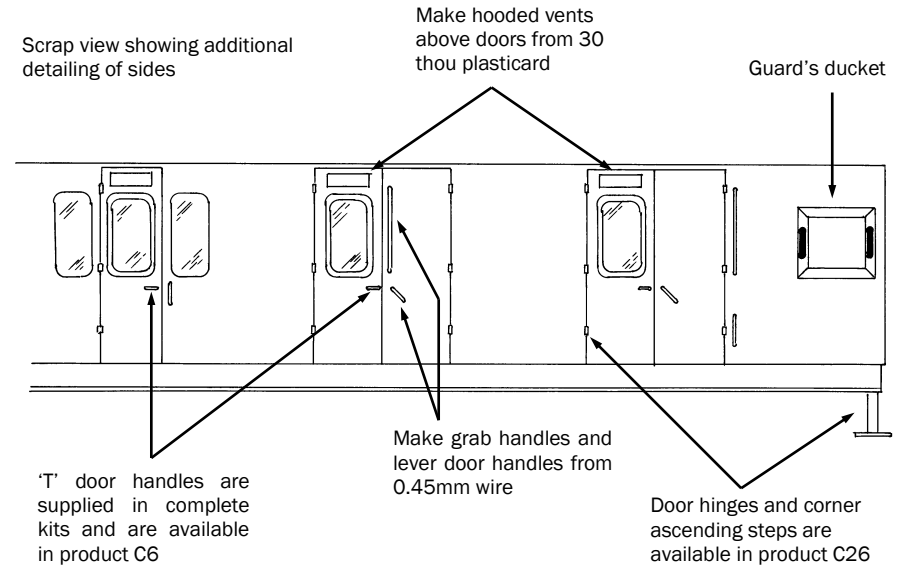 Scrap view showing additional
detailing of sides
Make hooded vents
above doors from 30
thou plasticard
Guard’s ducket
‘T’ door handles are
supplied in complete
kits and are available
in product C6
Make grab handles and
lever door handles from
0.45mm wire
Door hinges and corner
ascending steps are
available in product C26